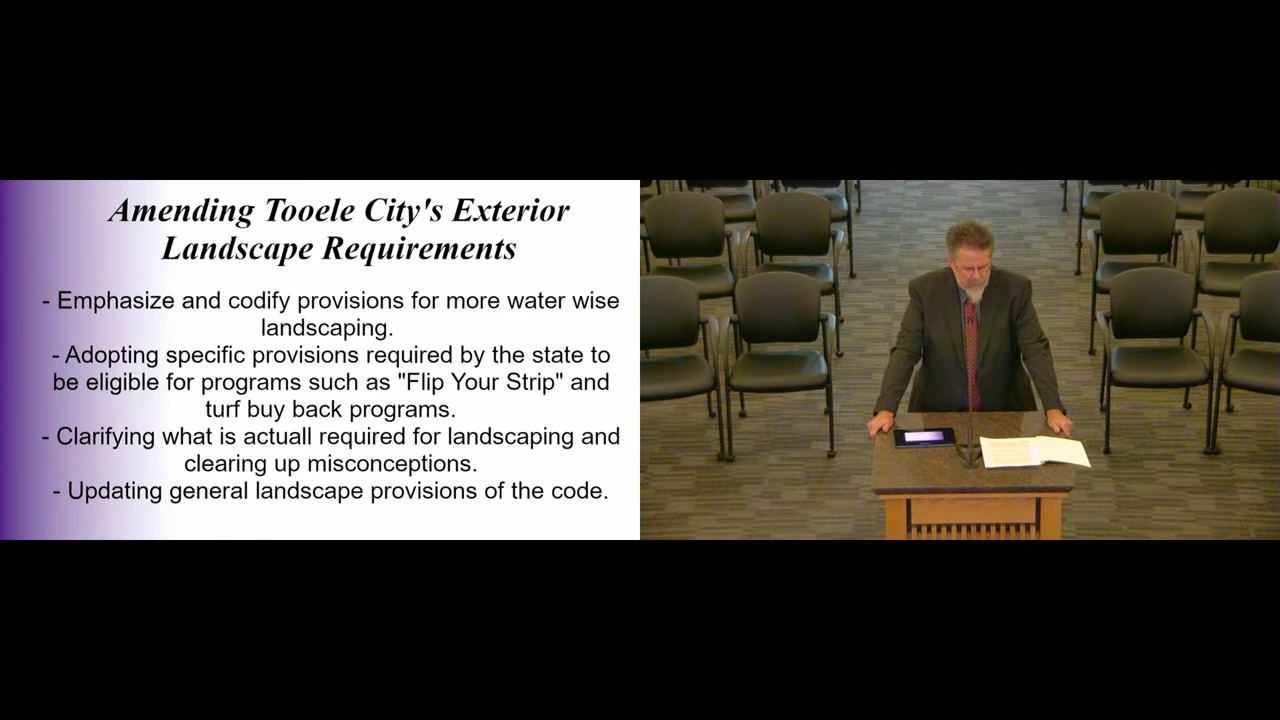 Amending Tooele City's Exterior
Landscape Requirements
- Emphasize and codify provisions for more water wise
landscaping.
- Adopting specific provisions required by the state to
be eligible for programs such as "Flip Your Strip" and
turf buy back programs.
- Clarifying what is actuall required for landscaping and
clearing up misconceptions.
- Updating general landscape provisions of the code.